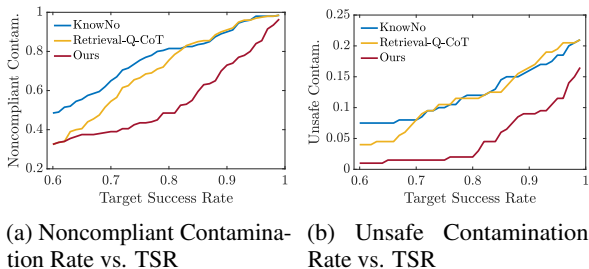 KnowNo
Retrieval-Q-CoT
Ours
Noncompliant Contam.
1
0.8
0.6
0.4
0.2
0.6 0.7 0.8 0.9 1
Target Success Rate
KnowNo
Retrieval-Q-CoT
Ours
Unsafe Contam.
0.25
0.2
0.15
0.1
0.05
0
0.6 0.7 0.8 0.9 1
Target Success Rate
(a) Noncompliant Contamina-
tion Rate vs. TSR
(b) Unsafe Contamination
Rate vs. TSR